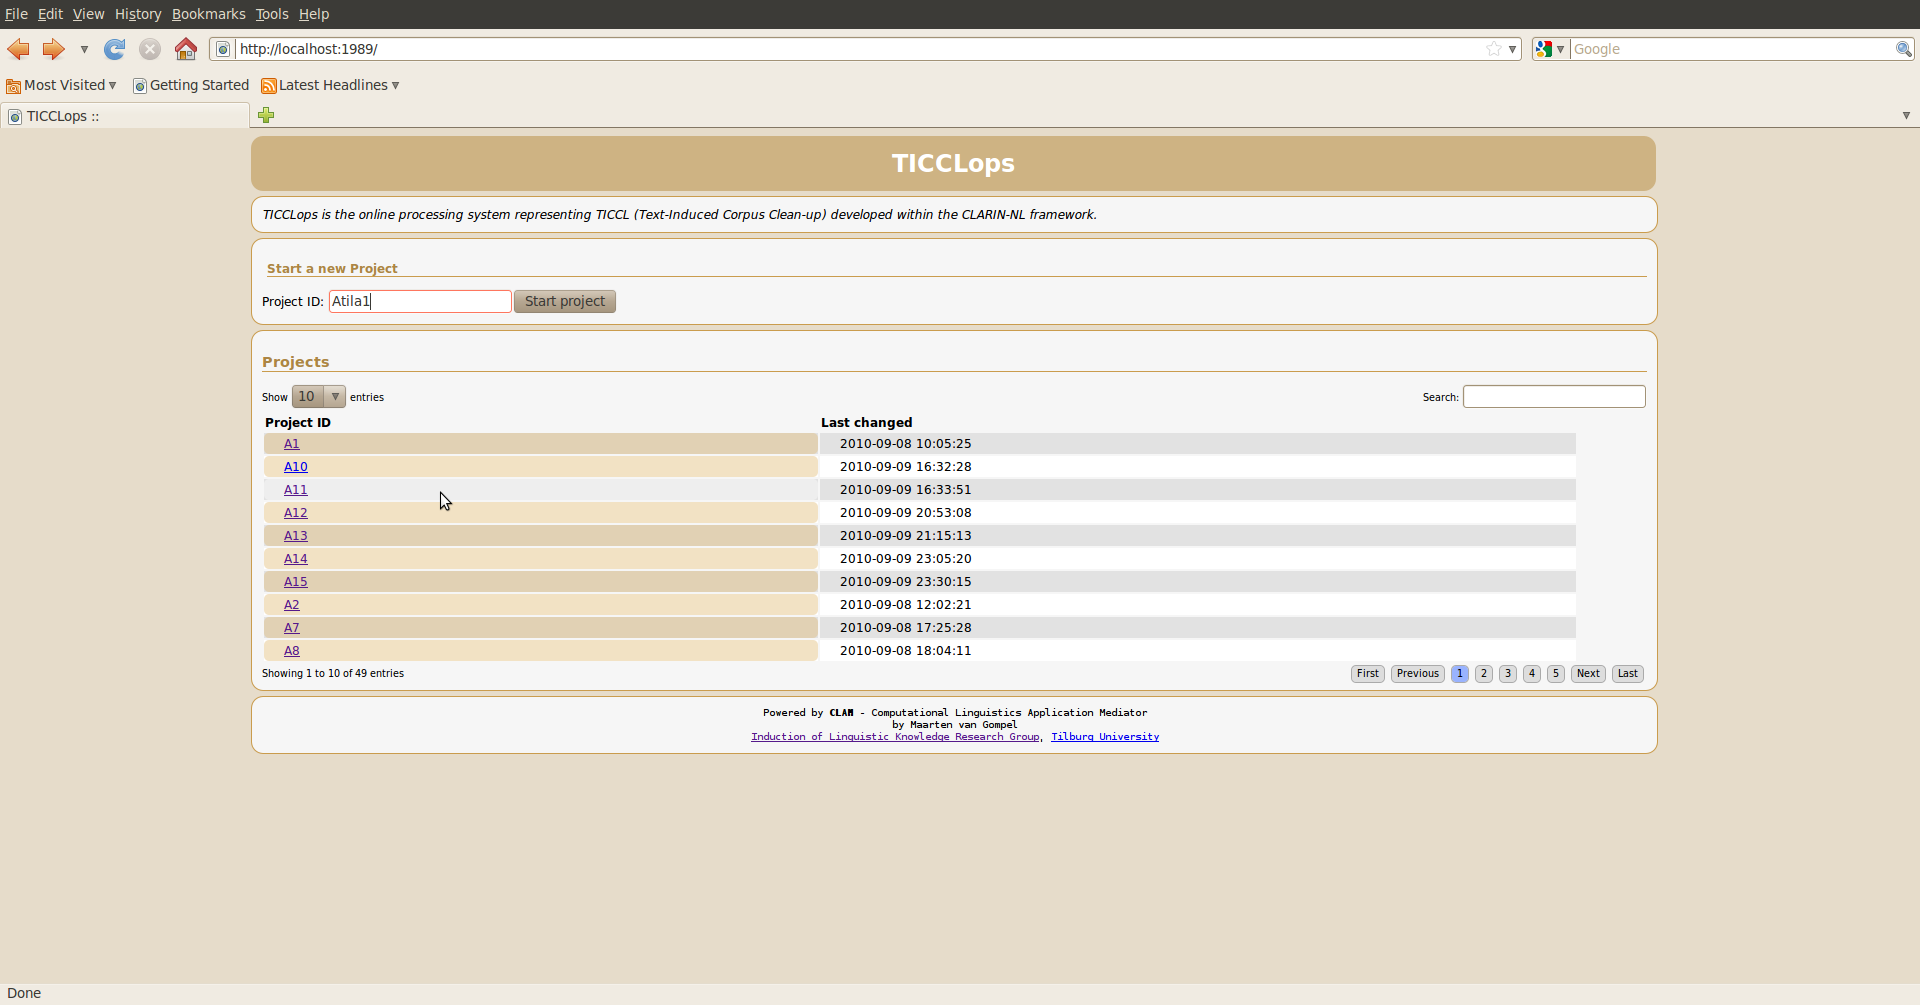 File Edit View History Bookmarks Tools Help
http://localhost:1989/ Google
Most Visited Getting Started Latest Headlines
TICCLops ::
TICCLops
TICCLops is the online processing system representing TICCL (Text-Induced Corpus Clean-up) developed within the CLARIN-NL framework.
Start a new Project
Project ID: Atila1 Start project
Projects
Show 10 entries Search:
Project ID Last changed
A1 2010-09-08 10:05:25
A10 2010-09-09 16:32:28
A11 2010-09-09 16:33:51
A12 2010-09-09 20:53:08
A13 2010-09-09 21:15:13
A14 2010-09-09 23:05:20
A15 2010-09-09 23:30:15
A2 2010-09-08 12:02:21
A7 2010-09-08 17:25:28
A8 2010-09-08 18:04:11
Showing 1 to 10 of 49 entries First Previous 1 2 3 4 5 Next Last
Powered by CLAM - Computational Linguistics Application Mediator
by Maarten van Gompel
Induction of Linguistic Knowledge Research Group, Tilburg University
Done